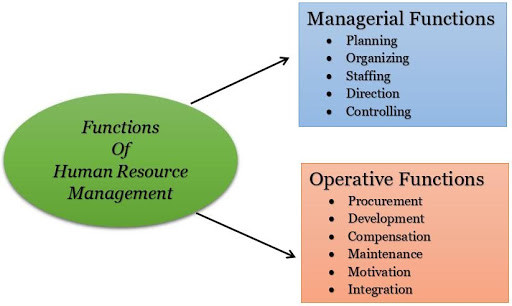 Functions
Of
Human Resource
Management
Managerial Functions
• Planning
• Organizing
• Staffing
• Direction
• Controlling
Operative Functions
• Procurement
• Development
• Compensation
• Maintenance
• Motivation
• Integration